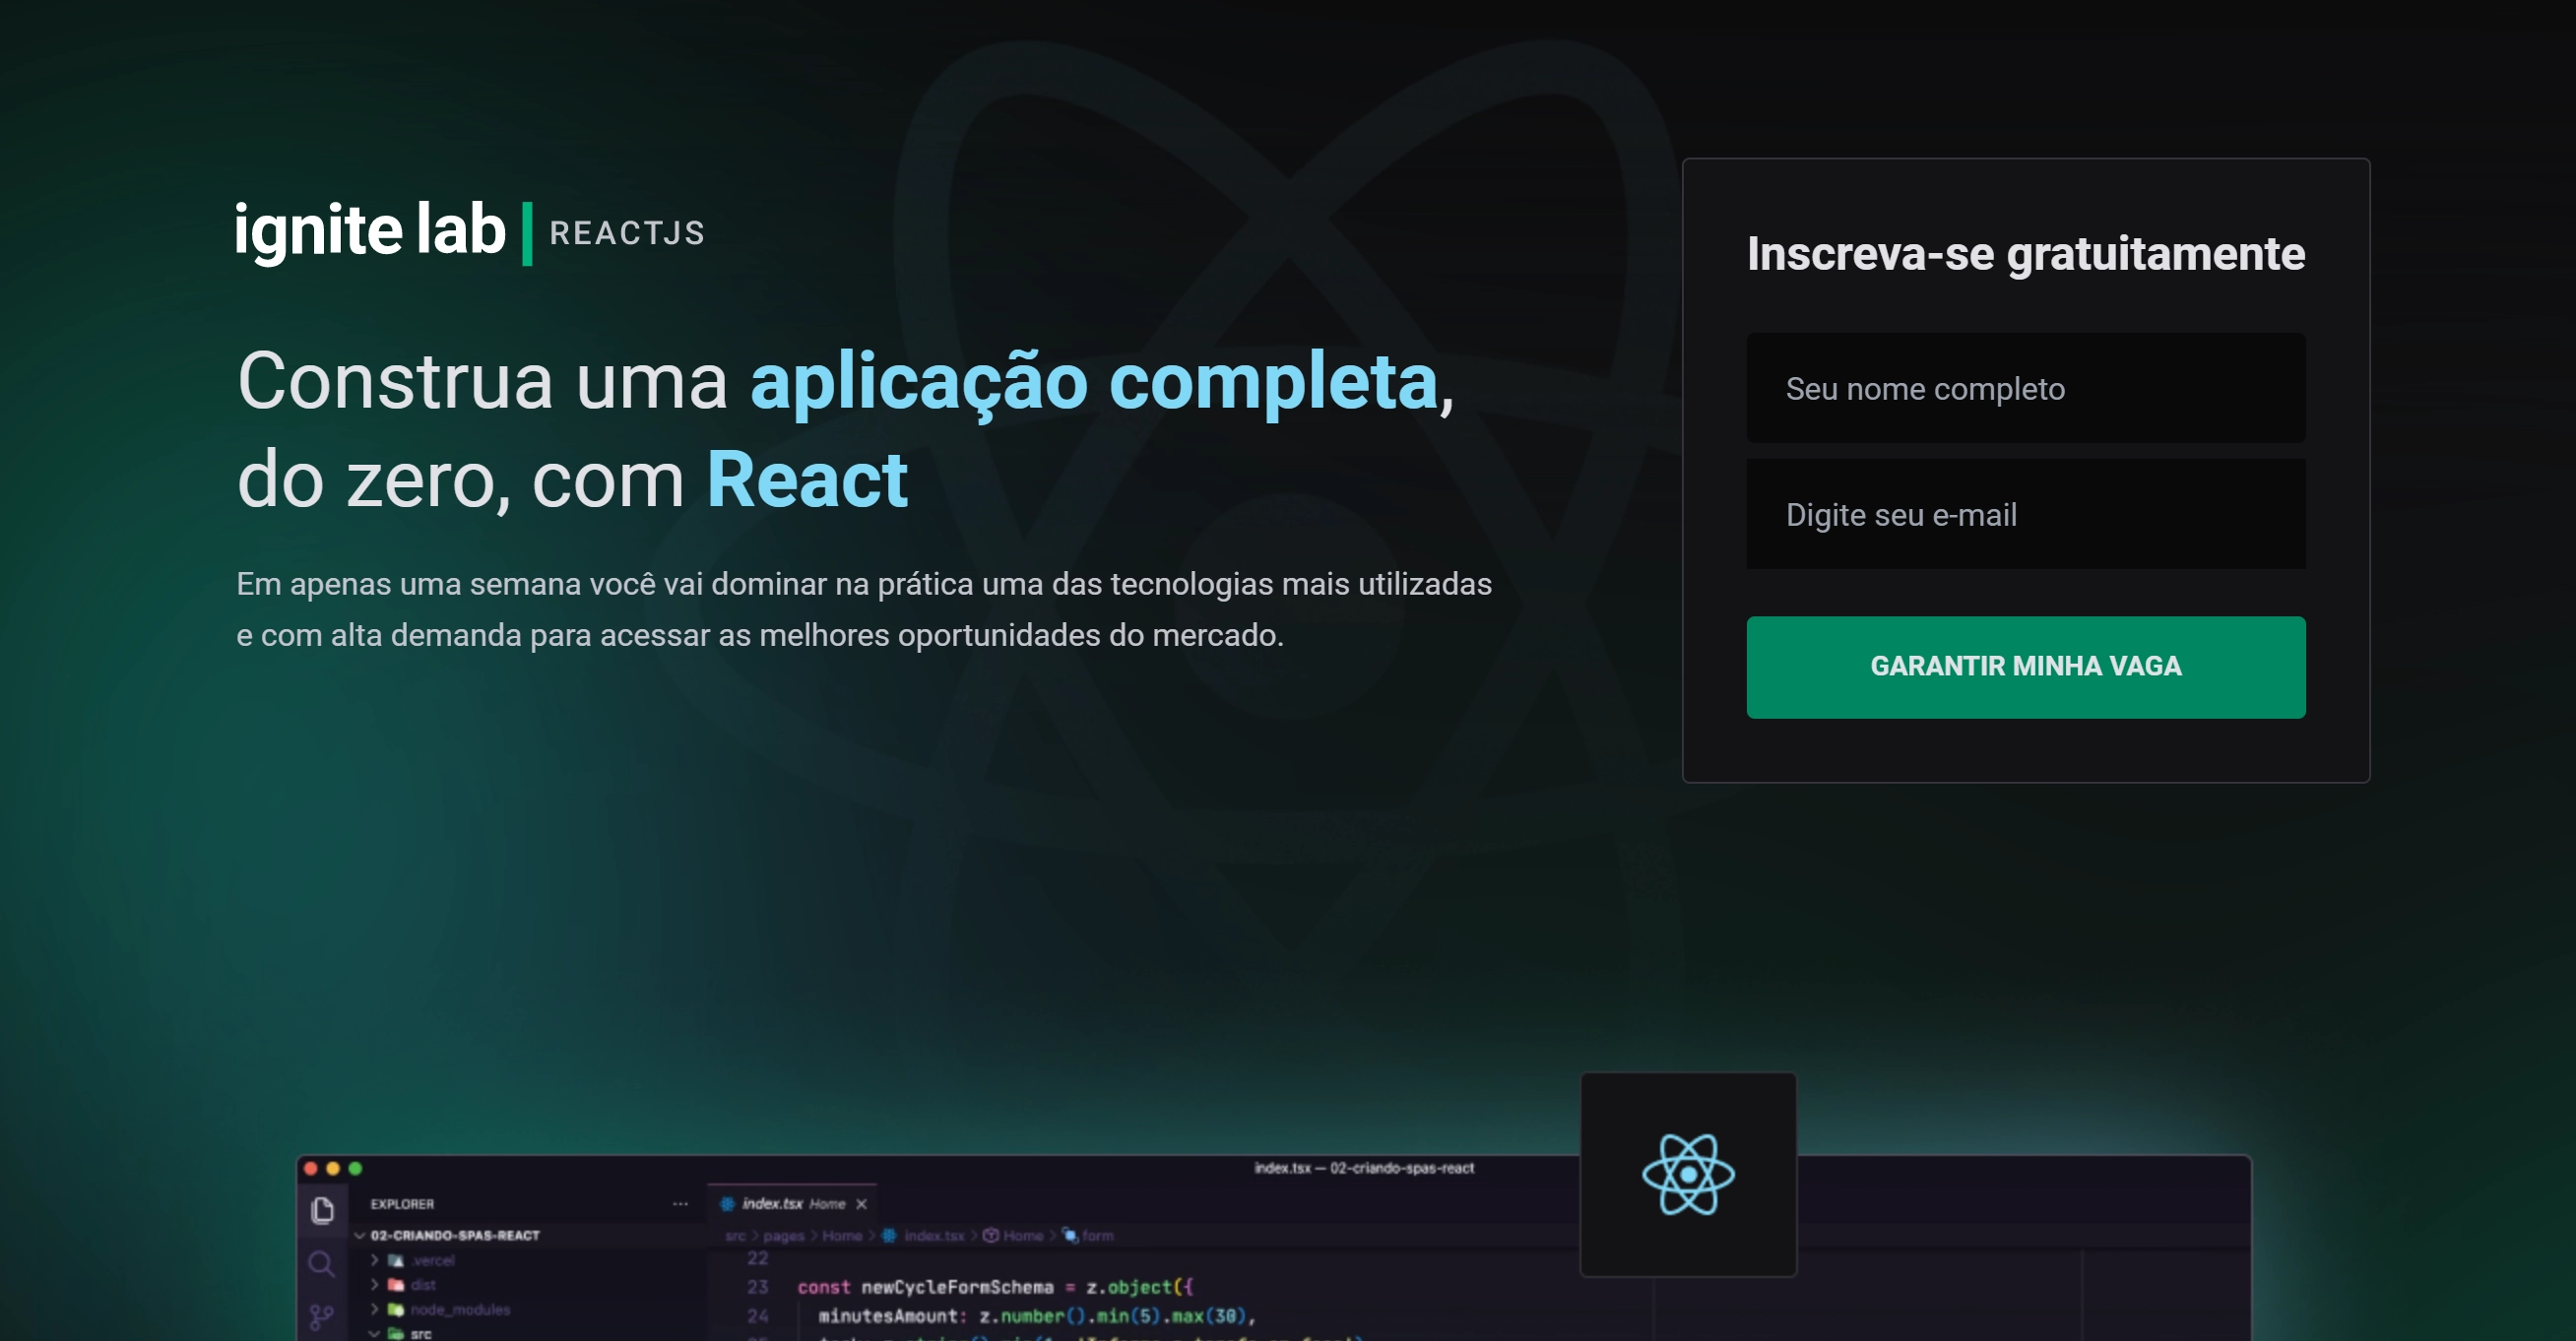 ignite lab | REACTJS
Construa uma aplicação completa,
do zero, com React
Em apenas uma semana você vai dominar na prática uma das tecnologias mais utilizadas
e com alta demanda para acessar as melhores oportunidades do mercado.
Inscreva-se gratuitamente
Seu nome completo
Digite seu e-mail
GARANTIR MINHA VAGA
index.tsx — 02-criando-spas-react
EXPLORER ...
index.tsx Home
02-CRIANDO-SPAS-REACT
src > pages > Home > index.tsx > Home > form
.vercel
dist
node_modules
src
22
23 const newCycleFormSchema = z.object({
24 minutesAmount: z.number().min(5).max(30),